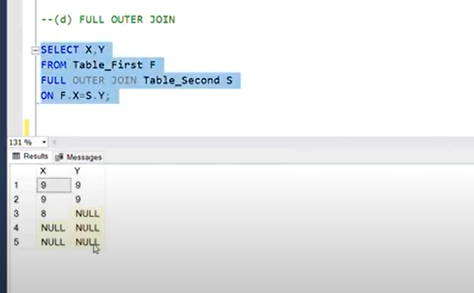 --(d) FULL OUTER JOIN
SELECT X,Y
FROM Table_First F
FULL OUTER JOIN Table_Second S
ON F.X=S.Y;
131 %
Results Messages
X Y
1 9 9
2 9 9
3 8 NULL
4 NULL NULL
5 NULL NULL